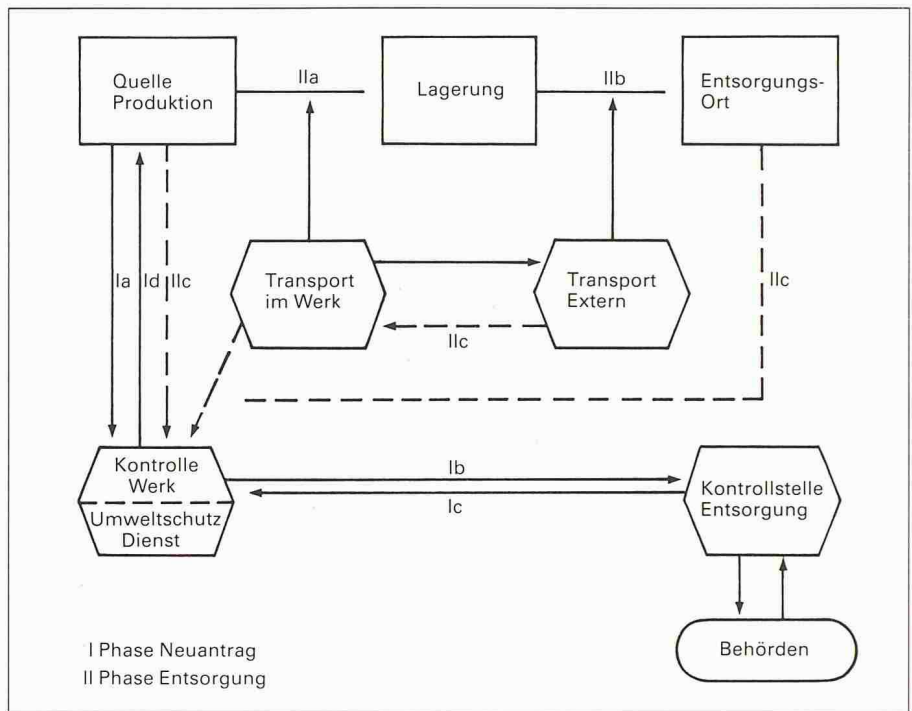 Quelle
Produktion
IIa
Lagerung
IIb
Entsorgungs-
Ort
Ia
Id
IIc
Transport
im Werk
Transport
Extern
IIc
IIc
Kontrolle
Werk
Umweltschutz
Dienst
Ib
Ic
Kontrollstelle
Entsorgung
Behörden
I Phase Neuantrag
II Phase Entsorgung